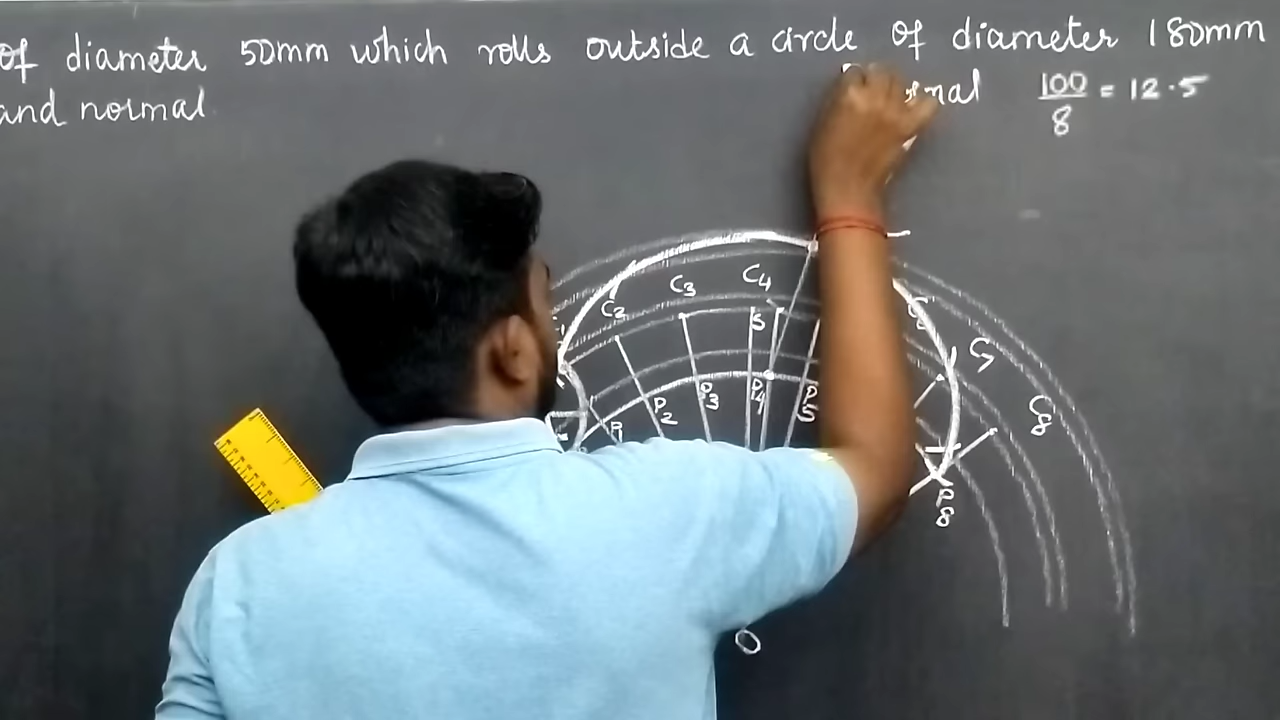 of diameter 50mm which rolls outside a circle of diameter 180mm
and normal
100/8 = 12.5
C2
C3
C4
S
C7
C8
P1
P2
P3
P4
P5
P8
O